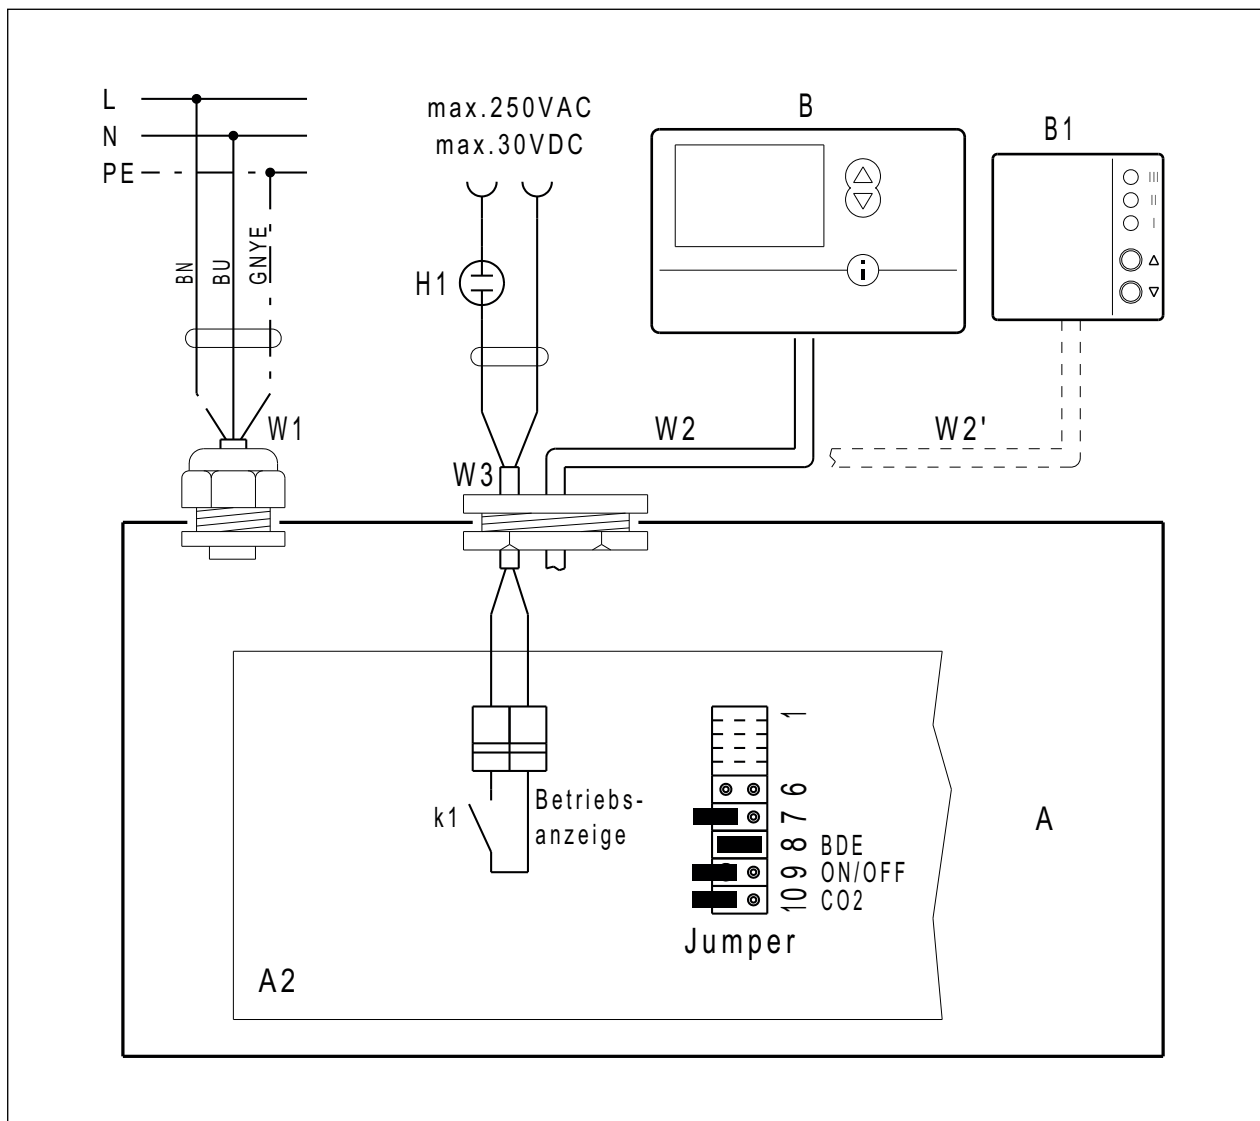 L
N
PE
BN
BU
GNYE
W1
max.250VAC
max.30VDC
H1
W3
B
B1
III
II
I
i
W2
W2'
k1
Betriebs-
anzeige
1
6
7
8 BDE
9 ON/OFF
10 CO2
Jumper
A
A2